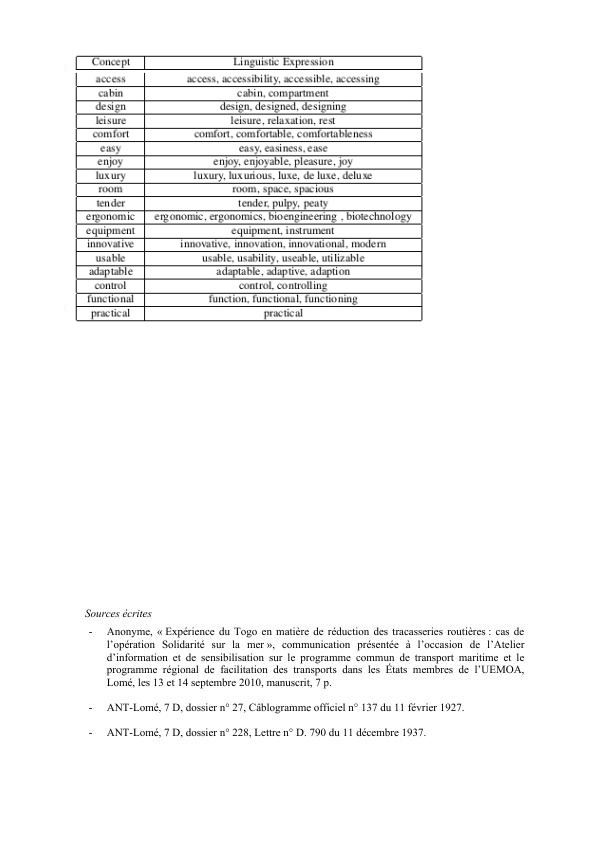 Concept Linguistic Expression
access access, accessibility, accessible, accessing
cabin cabin, compartment
design design, designed, designing
leisure leisure, relaxation, rest
comfort comfort, comfortable, comfortableness
easy easy, easiness, ease
enjoy enjoy, enjoyable, pleasure, joy
luxury luxury, luxurious, luxe, de luxe, deluxe
room room, space, spacious
tender tender, pulpy, peaty
ergonomic ergonomic, ergonomics, bioengineering , biotechnology
equipment equipment, instrument
innovative innovative, innovation, innovational, modern
usable usable, usability, useable, utilizable
adaptable adaptable, adaptive, adaption
control control, controlling
functional function, functional, functioning
practical practical
Sources écrites
- Anonyme, « Expérience du Togo en matière de réduction des tracasseries routières : cas de
l’opération Solidarité sur la mer », communication présentée à l’occasion de l’Atelier
d’information et de sensibilisation sur le programme commun de transport maritime et le
programme régional de facilitation des transports dans les États membres de l’UEMOA,
Lomé, les 13 et 14 septembre 2010, manuscrit, 7 p.
- ANT-Lomé, 7 D, dossier n° 27, Câblogramme officiel n° 137 du 11 février 1927.
- ANT-Lomé, 7 D, dossier n° 228, Lettre n° D. 790 du 11 décembre 1937.